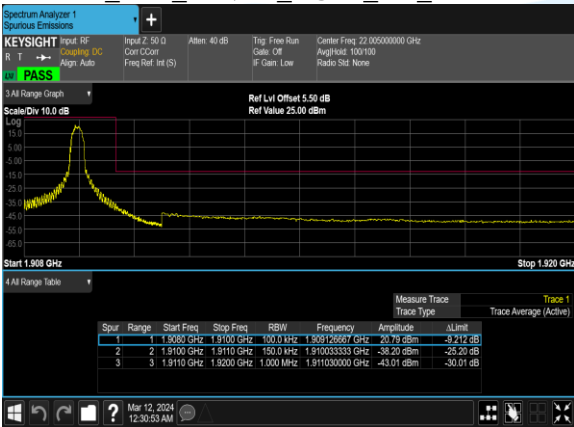 Spectrum Analyzer 1
Spurious Emissions
+
KEYSIGHT Input: RF Input Z: 50 Ω Atten: 40 dB Trig: Free Run Center Freq: 22.005000000 GHz
R T Coupling: DC Corr CCorr Gate: Off Avg|Hold: 100/100
Align: Auto Freq Ref: Int (S) IF Gain: Low Radio Std: None
PASS
3 All Range Graph
Ref Lvl Offset 5.50 dB
Scale/Div 10.0 dB Ref Value 25.00 dBm
Log
15.0
5.00
-5.00
-15.0
-25.0
-35.0
-45.0
-55.0
-65.0
Start 1.908 GHz Stop 1.920 GHz
4 All Range Table
Measure Trace Trace 1
Trace Type Trace Average (Active)
Spur Range Start Freq Stop Freq RBW Frequency Amplitude ΔLimit
1 1 1.9080 GHz 1.9100 GHz 100.0 kHz 1.909126667 GHz 20.79 dBm -9.212 dB
2 2 1.9100 GHz 1.9110 GHz 150.0 kHz 1.910033333 GHz -38.20 dBm -25.20 dB
3 3 1.9110 GHz 1.9200 GHz 1.000 MHz 1.911030000 GHz -43.01 dBm -30.01 dB
? Mar 12, 2024
12:30:53 AM